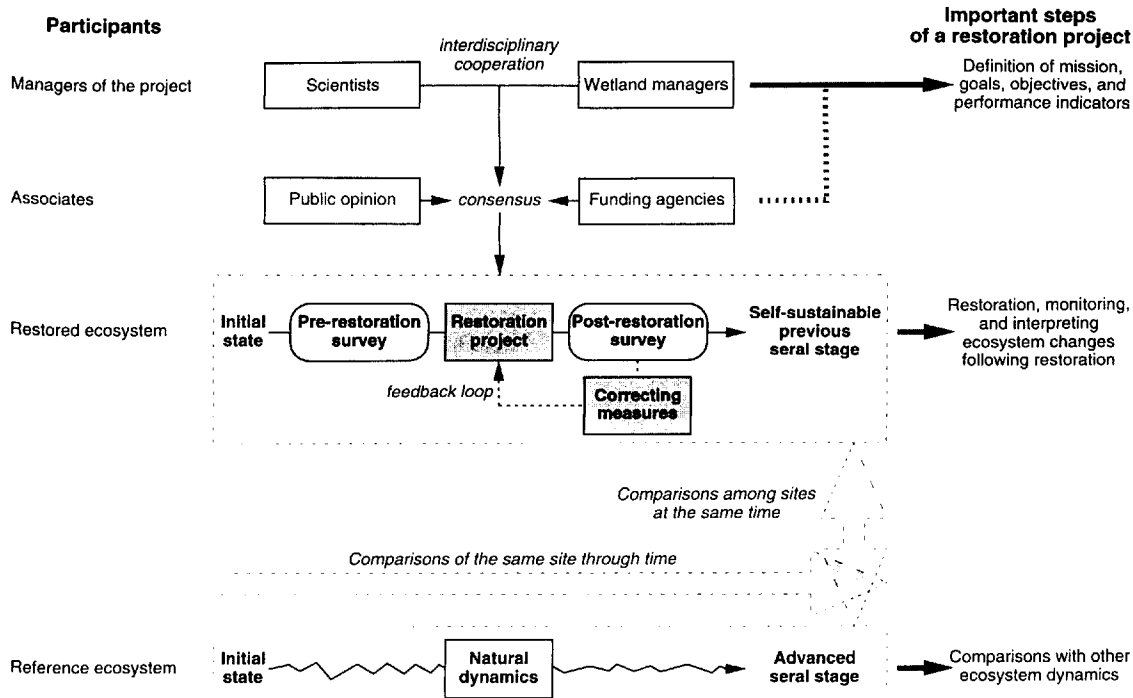 Participants
Important steps
of a restoration project
interdisciplinary
cooperation
Managers of the project
Scientists
Wetland managers
Definition of mission,
goals, objectives, and
performance indicators
Associates
Public opinion
consensus
Funding agencies
Restored ecosystem
Initial
state
Pre-restoration
survey
Restoration
project
Post-restoration
survey
Self-sustainable
previous
seral stage
Restoration, monitoring,
and interpreting
ecosystem changes
following restoration
feedback loop
Correcting
measures
Comparisons among sites
at the same time
Comparisons of the same site through time
Reference ecosystem
Initial
state
Natural
dynamics
Advanced
seral stage
Comparisons with other
ecosystem dynamics